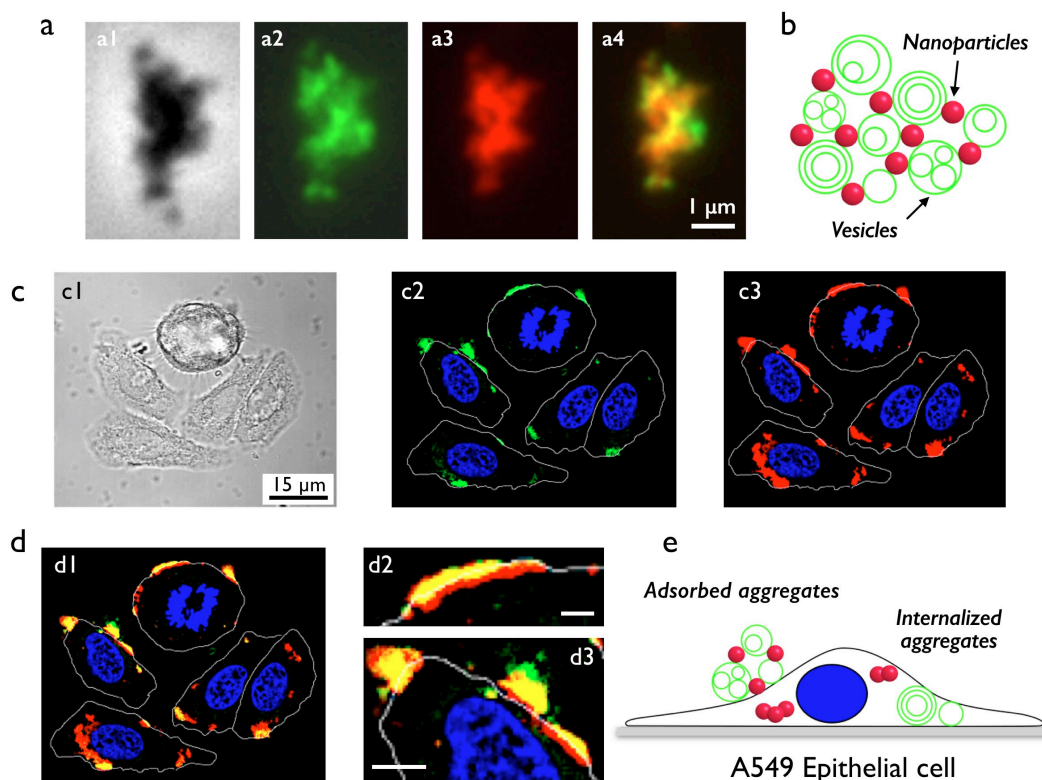 a
a1
a2
a3
a4
1 μm
b
Nanoparticles
Vesicles
c
c1
15 μm
c2
c3
d
d1
d2
d3
e
Adsorbed aggregates
Internalized
aggregates
A549 Epithelial cell